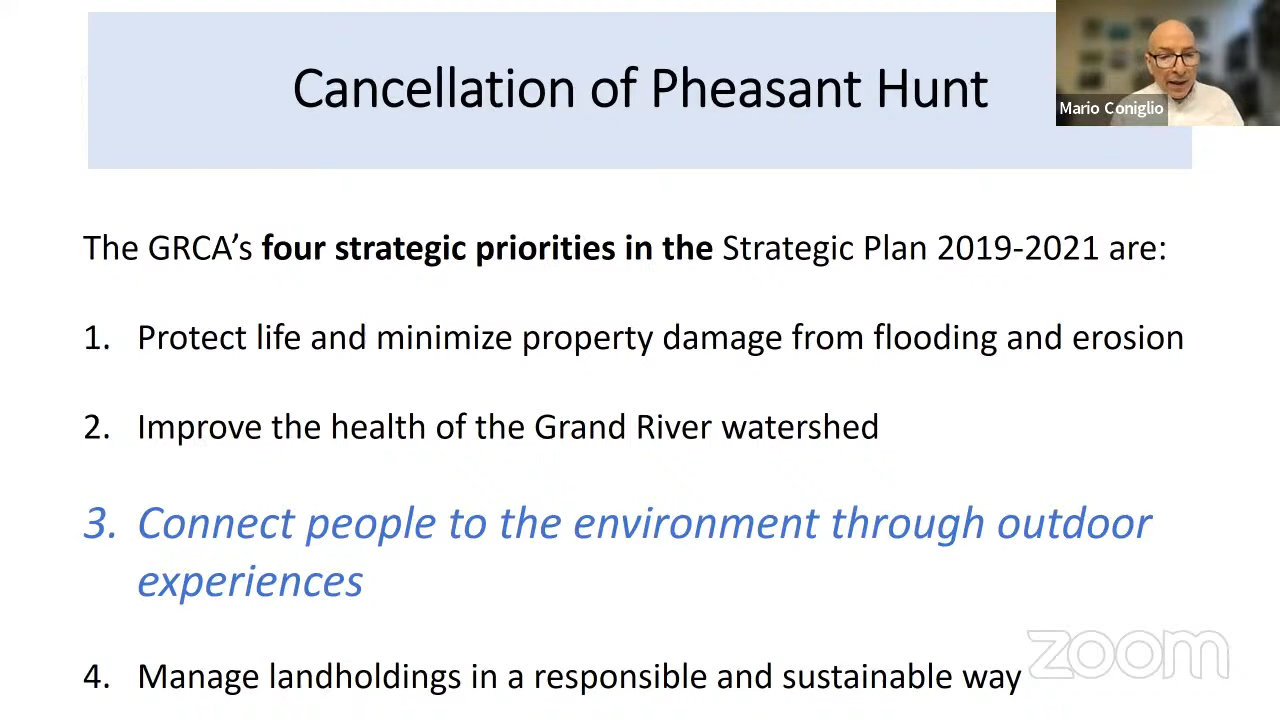 Cancellation of Pheasant Hunt
Mario Coniglio
The GRCA’s four strategic priorities in the Strategic Plan 2019-2021 are:
1. Protect life and minimize property damage from flooding and erosion
2. Improve the health of the Grand River watershed
3. Connect people to the environment through outdoor
experiences
4. Manage landholdings in a responsible and sustainable way
zoom